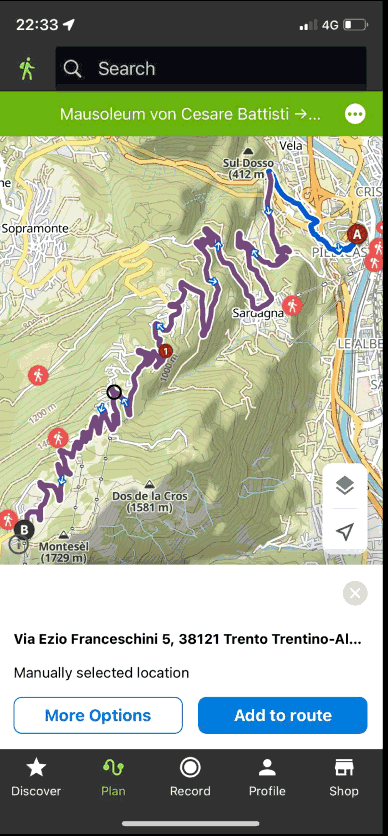 22:33
4G
Search
Mausoleum von Cesare Battisti →...
Vela
Sul Dosso
(412 m)
CRIS
Sopramonte
A
Sardagna
LE ALBE
1
1000 m
1200 m
Dos de la Cros
(1581 m)
B
Montesèl
(1729 m)
Via Ezio Franceschini 5, 38121 Trento Trentino-Al...
Manually selected location
More Options
Add to route
Discover
Plan
Record
Profile
Shop